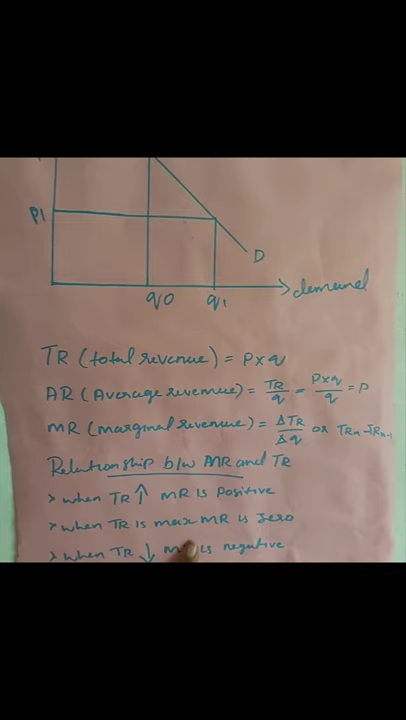 P1
D
q0 q1 demand
TR (total revenue) = P×q
AR (Average revenue) = TR/q = P×q/q = P
MR (marginal revenue) = ΔTR/Δq or TRn-TRn-1
Relationship b/w MR and TR
> when TR ↑ MR is Positive
> when TR is max MR is Zero
> when TR ↓ is negative